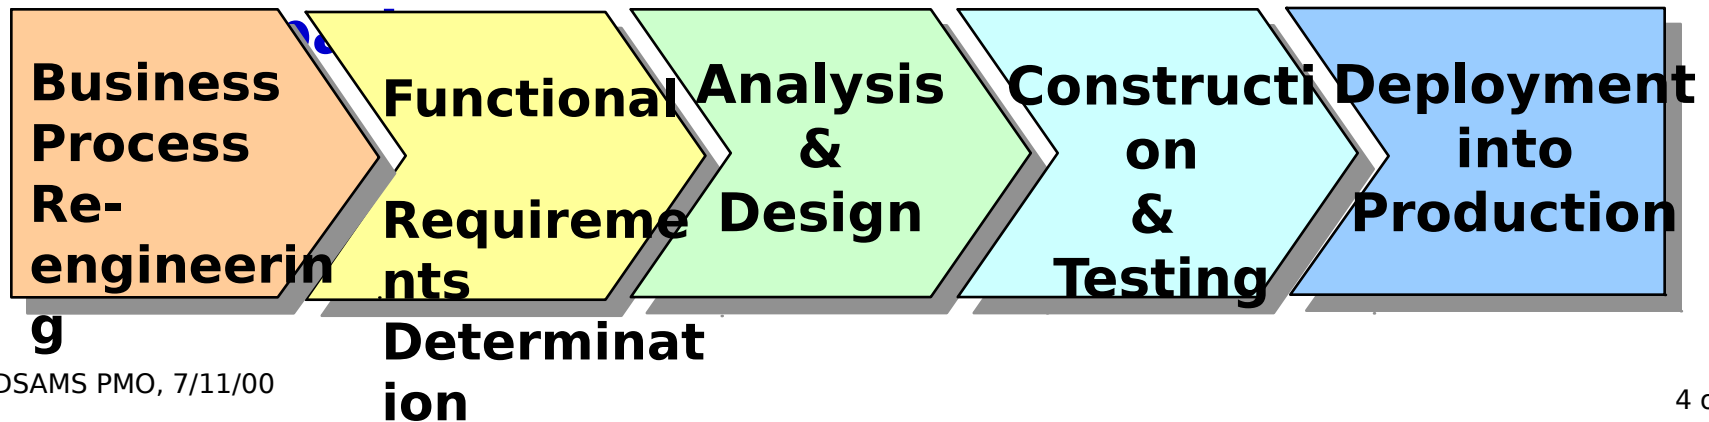 Business
Process
Re-
engineerin
g
Functional
Requireme
nts
Determinat
ion
Analysis
&
Design
Constructi
on
&
Testing
Deployment
into
Production
DSAMS PMO, 7/11/00
4